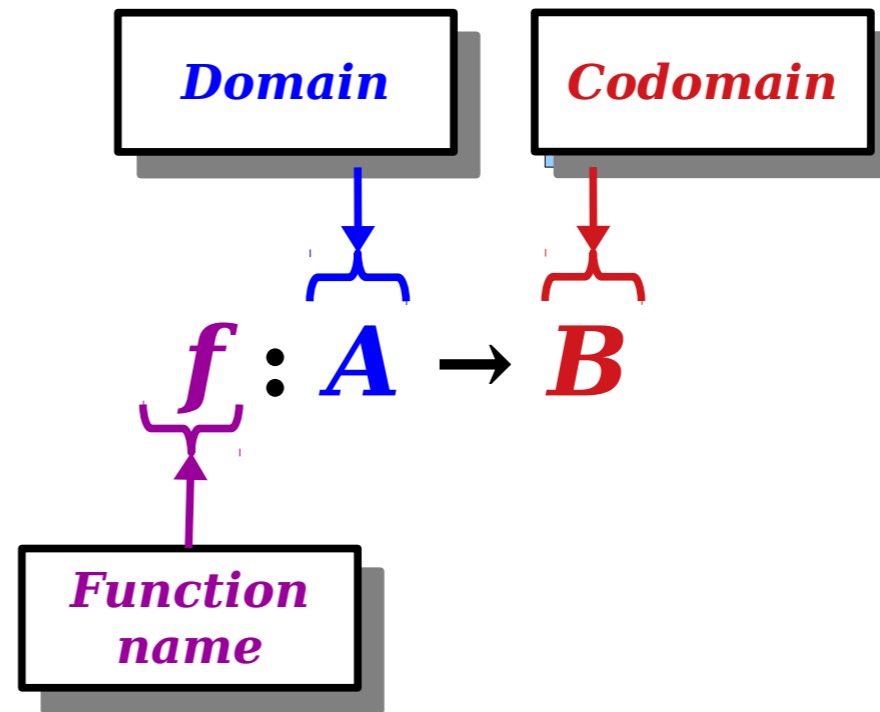 Domain
Codomain
f : A → B
Function
name